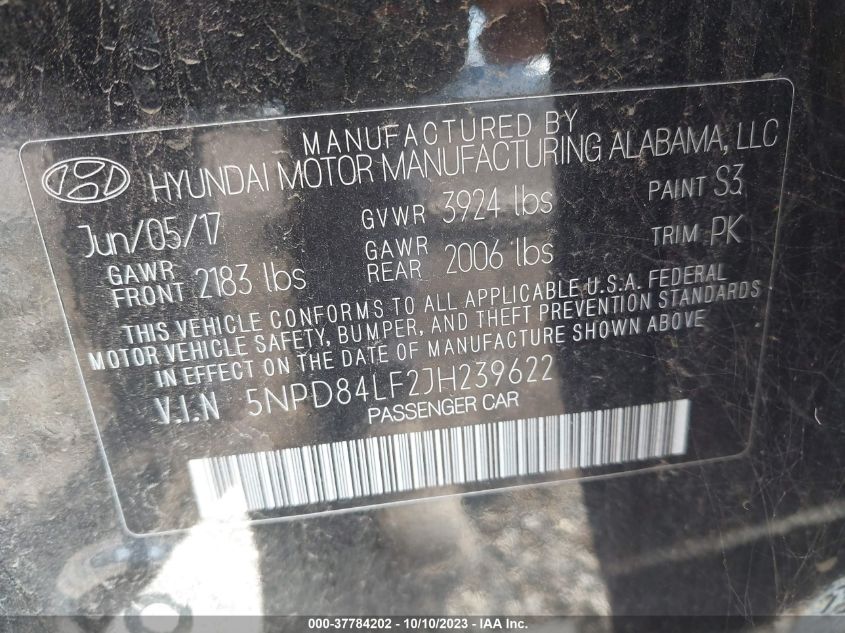 MANUFACTURED BY
HYUNDAI MOTOR MANUFACTURING ALABAMA, LLC
Jun/05/17 GVWR 3924 lbs PAINT S3
GAWR FRONT 2183 lbs GAWR REAR 2006 lbs TRIM PK
THIS VEHICLE CONFORMS TO ALL APPLICABLE U.S.A. FEDERAL
MOTOR VEHICLE SAFETY, BUMPER, AND THEFT PREVENTION STANDARDS
IN EFFECT ON THE DATE OF MANUFACTURE SHOWN ABOVE
V.I.N 5NPD84LF2JH239622
PASSENGER CAR
000-37784202 - 10/10/2023 - IAA Inc.